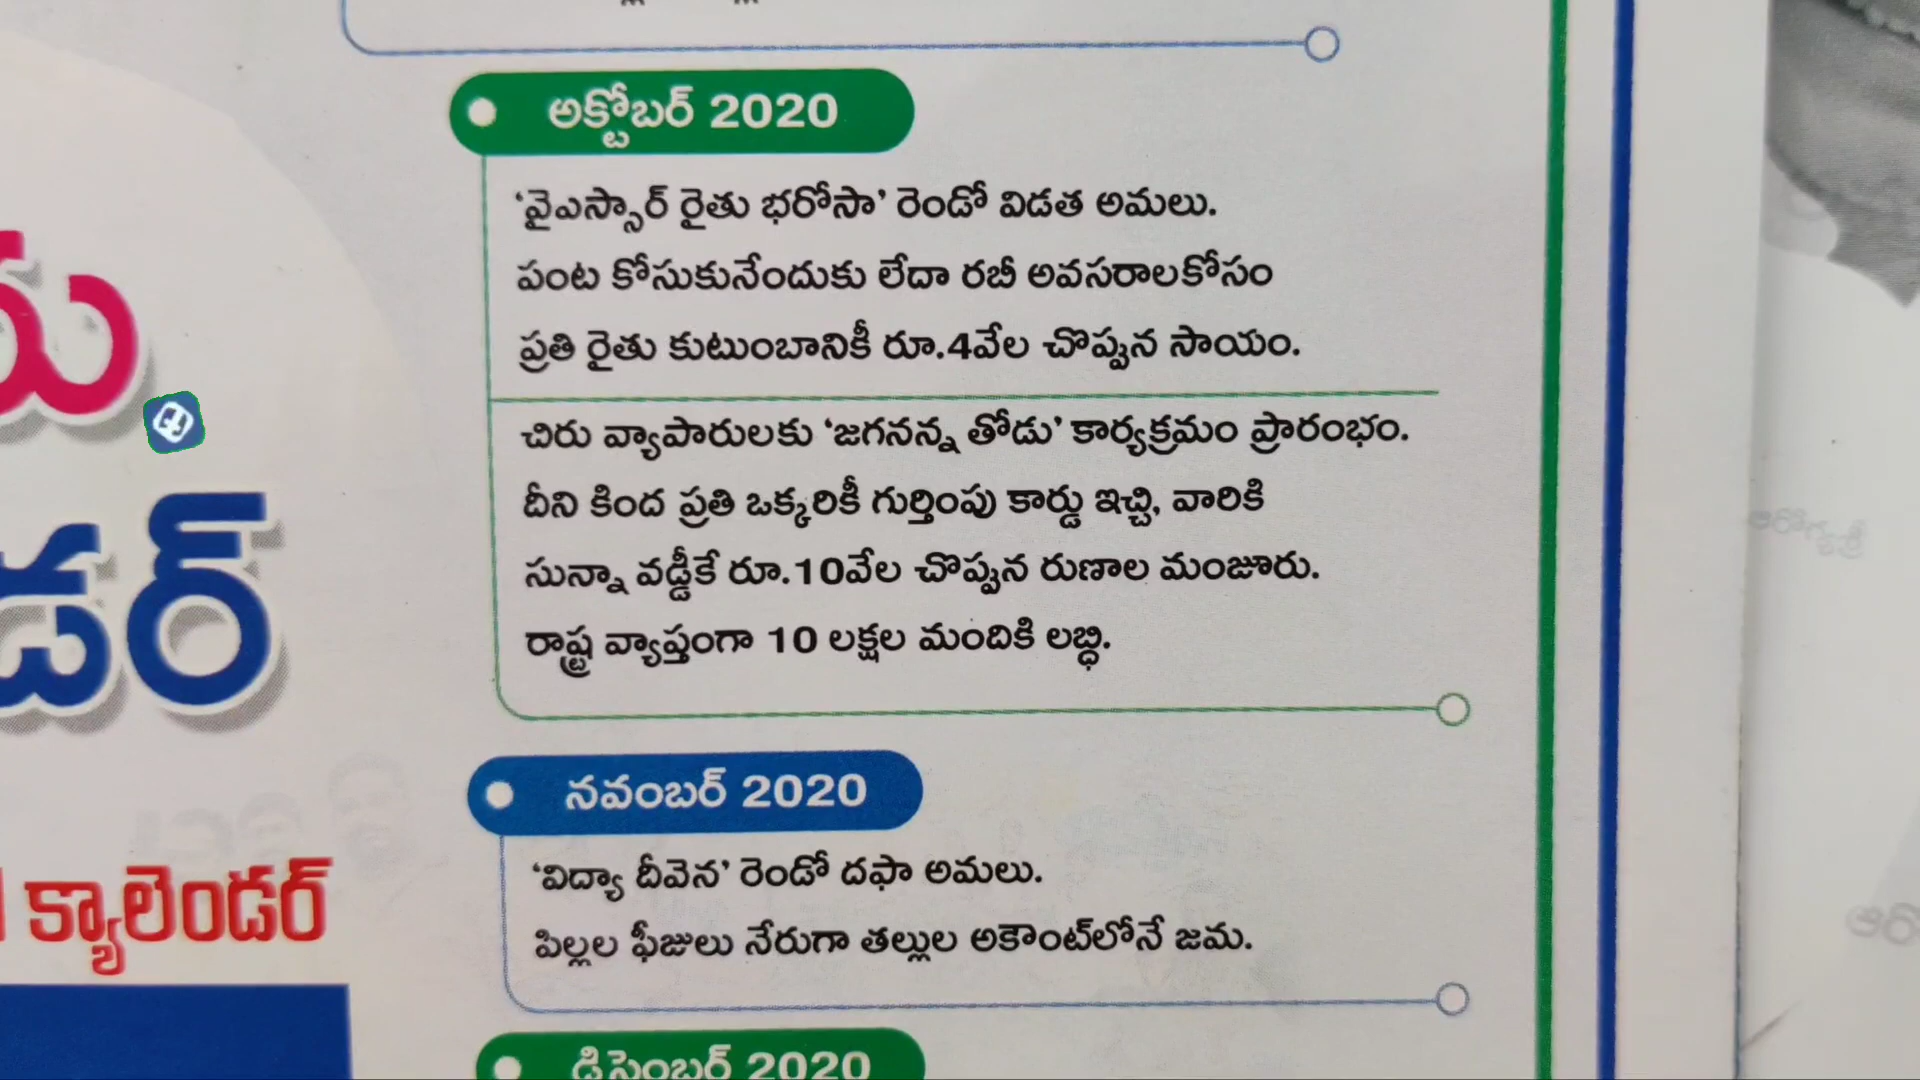 అక్టోబర్ 2020
‘వైఎస్సార్ రైతు భరోసా’ రెండో విడత అమలు.
పంట కోసుకునేందుకు లేదా రబీ అవసరాలకోసం
ప్రతి రైతు కుటుంబానికీ రూ.4వేల చొప్పున సాయం.
చిరు వ్యాపారులకు ‘జగనన్న తోడు’ కార్యక్రమం ప్రారంభం.
దీని కింద ప్రతి ఒక్కరికీ గుర్తింపు కార్డు ఇచ్చి, వారికి
సున్నా వడ్డీకే రూ.10వేల చొప్పున రుణాల మంజూరు.
రాష్ట్ర వ్యాప్తంగా 10 లక్షల మందికి లబ్ధి.
నవంబర్ 2020
‘విద్యా దీవెన’ రెండో దఫా అమలు.
పిల్లల ఫీజులు నేరుగా తల్లుల అకౌంట్‌లోనే జమ.
డిసెంబర్ 2020
క్యాలెండర్